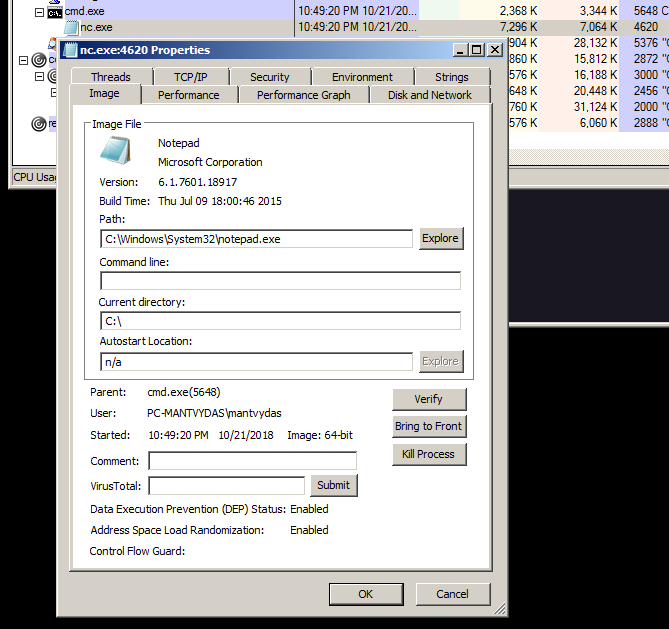 cmd.exe 10:49:20 PM 10/21/20... 2,368 K 3,344 K 5648 C
nc.exe 10:49:20 PM 10/21/20... 7,296 K 7,064 K 4620
nc.exe:4620 Properties
904 K 28,132 K 5376 "C
860 K 15,812 K 2872 "C
576 K 16,188 K 3000 "C
648 K 20,448 K 2456 "C
760 K 31,124 K 2000 "C
576 K 6,060 K 2888 "C
CPU Usag
Threads TCP/IP Security Environment Strings
Image Performance Performance Graph Disk and Network
Image File
Notepad
Microsoft Corporation
Version: 6.1.7601.18917
Build Time: Thu Jul 09 18:00:46 2015
Path:
C:\Windows\System32\notepad.exe Explore
Command line:
Current directory:
C:\
Autostart Location:
n/a Explore
Parent: cmd.exe(5648)
Verify
User: PC-MANTVYDAS\mantvydas
Bring to Front
Started: 10:49:20 PM 10/21/2018 Image: 64-bit
Kill Process
Comment:
VirusTotal: Submit
Data Execution Prevention (DEP) Status: Enabled
Address Space Load Randomization: Enabled
Control Flow Guard:
OK Cancel